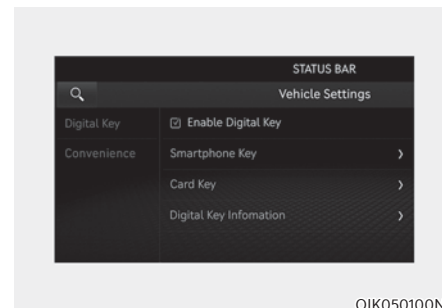 STATUS BAR
Vehicle Settings
Digital Key
Enable Digital Key
Convenience
Smartphone Key
Card Key
Digital Key Infomation
OIK050100N